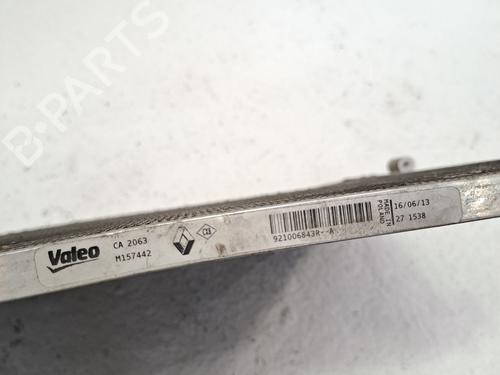 B-PARTS
Valeo
CA 2063
M157442
921006843R--A
MADE IN
POLAND
16/06/13
27 1538